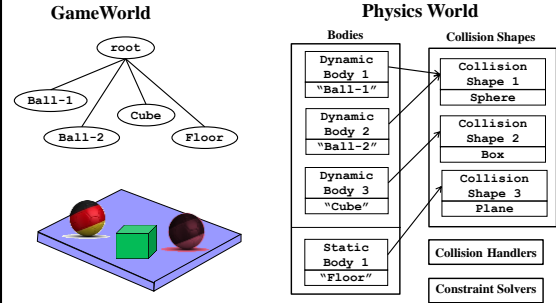 GameWorld
root
Ball-1
Ball-2
Cube
Floor
Physics World
Bodies
Dynamic
Body 1
“Ball-1”
Dynamic
Body 2
“Ball-2”
Dynamic
Body 3
“Cube”
Static
Body 1
“Floor”
Collision Shapes
Collision
Shape 1
Sphere
Collision
Shape 2
Box
Collision
Shape 3
Plane
Collision Handlers
Constraint Solvers